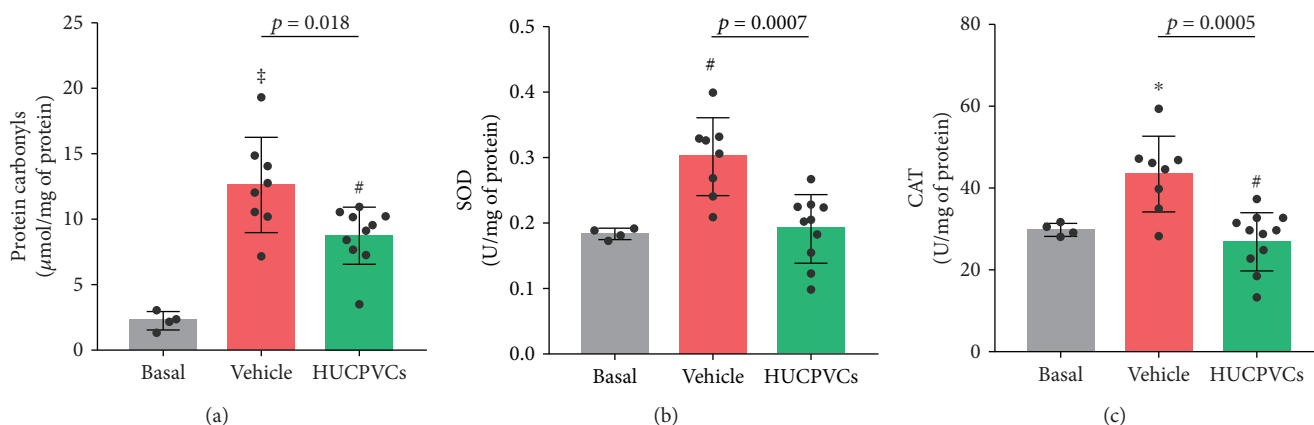 p = 0.018
‡
#
Protein carbonyls
(μmol/mg of protein)
25
20
15
10
5
0
Basal
Vehicle
HUCPVCs
(a)
p = 0.0007
#
SOD
(U/mg of protein)
0.5
0.4
0.3
0.2
0.1
0.0
Basal
Vehicle
HUCPVCs
(b)
p = 0.0005
*
#
CAT
(U/mg of protein)
80
60
40
20
0
Basal
Vehicle
HUCPVCs
(c)